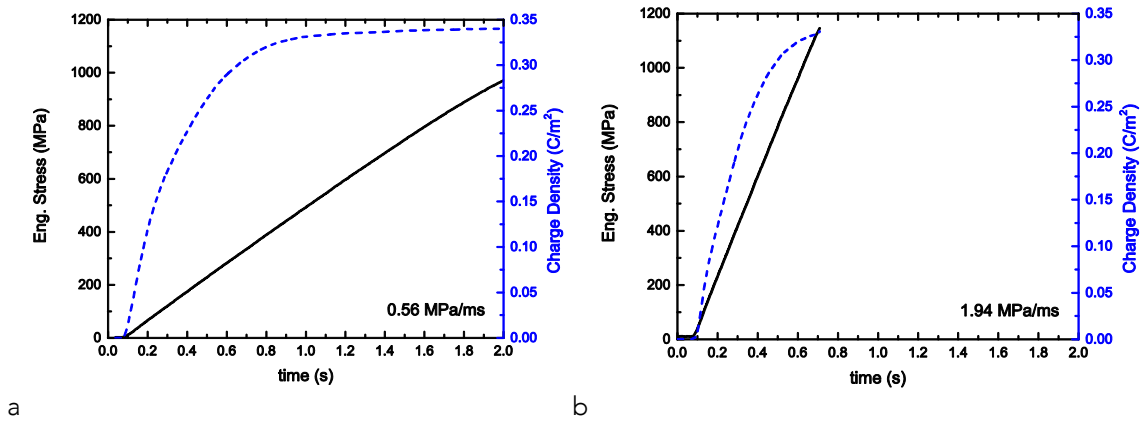 1200
1000
800
600
400
200
0
Eng. Stress (MPa)
0.35
0.30
0.25
0.20
0.15
0.10
0.05
0.00
Charge Density (C/m²)
0.56 MPa/ms
0.0 0.2 0.4 0.6 0.8 1.0 1.2 1.4 1.6 1.8 2.0
time (s)
a
1200
1000
800
600
400
200
0
Eng. Stress (MPa)
0.35
0.30
0.25
0.20
0.15
0.10
0.05
0.00
Charge Density (C/m²)
1.94 MPa/ms
0.0 0.2 0.4 0.6 0.8 1.0 1.2 1.4 1.6 1.8 2.0
time (s)
b